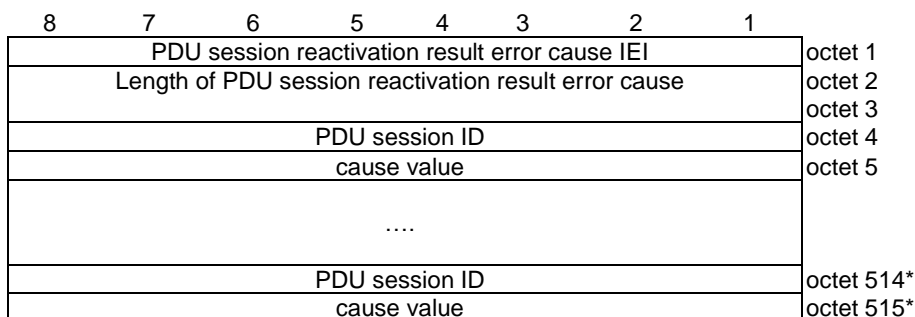 8 7 6 5 4 3 2 1
PDU session reactivation result error cause IEI octet 1
Length of PDU session reactivation result error cause octet 2
octet 3
PDU session ID octet 4
cause value octet 5
….
PDU session ID octet 514*
cause value octet 515*